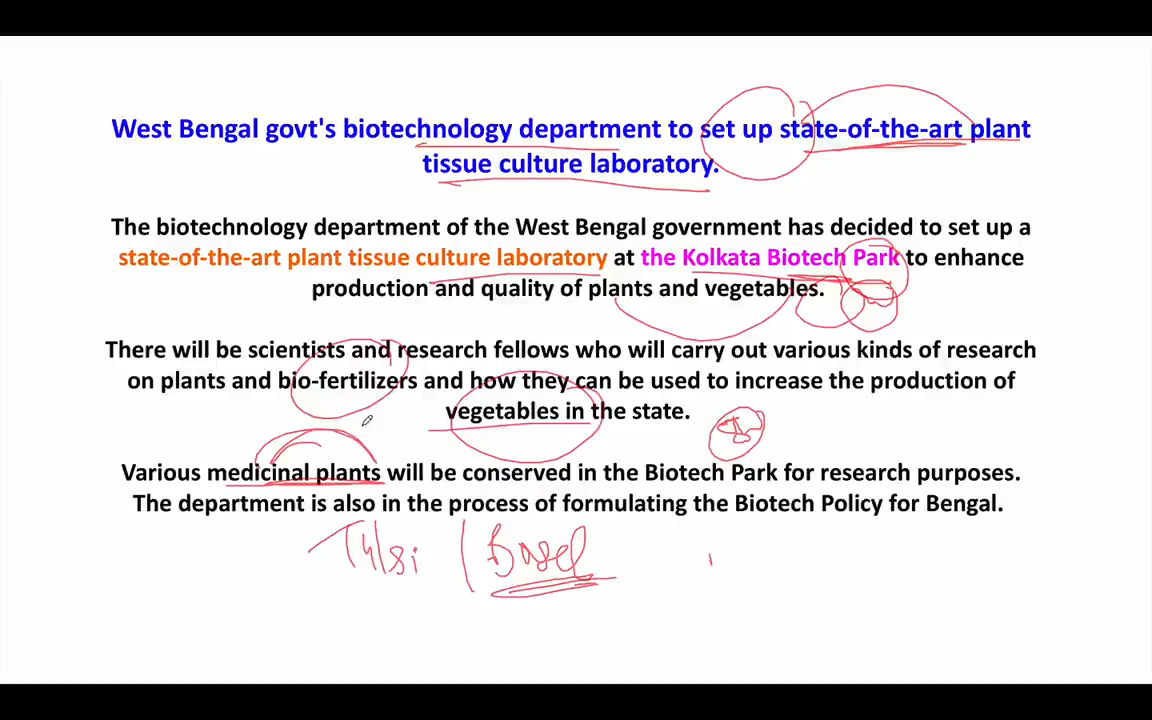 West Bengal govt's biotechnology department to set up state-of-the-art plant
tissue culture laboratory.
The biotechnology department of the West Bengal government has decided to set up a
state-of-the-art plant tissue culture laboratory at the Kolkata Biotech Park to enhance
production and quality of plants and vegetables.
There will be scientists and research fellows who will carry out various kinds of research
on plants and bio-fertilizers and how they can be used to increase the production of
vegetables in the state.
Various medicinal plants will be conserved in the Biotech Park for research purposes.
The department is also in the process of formulating the Biotech Policy for Bengal.
Tulsi | Basel